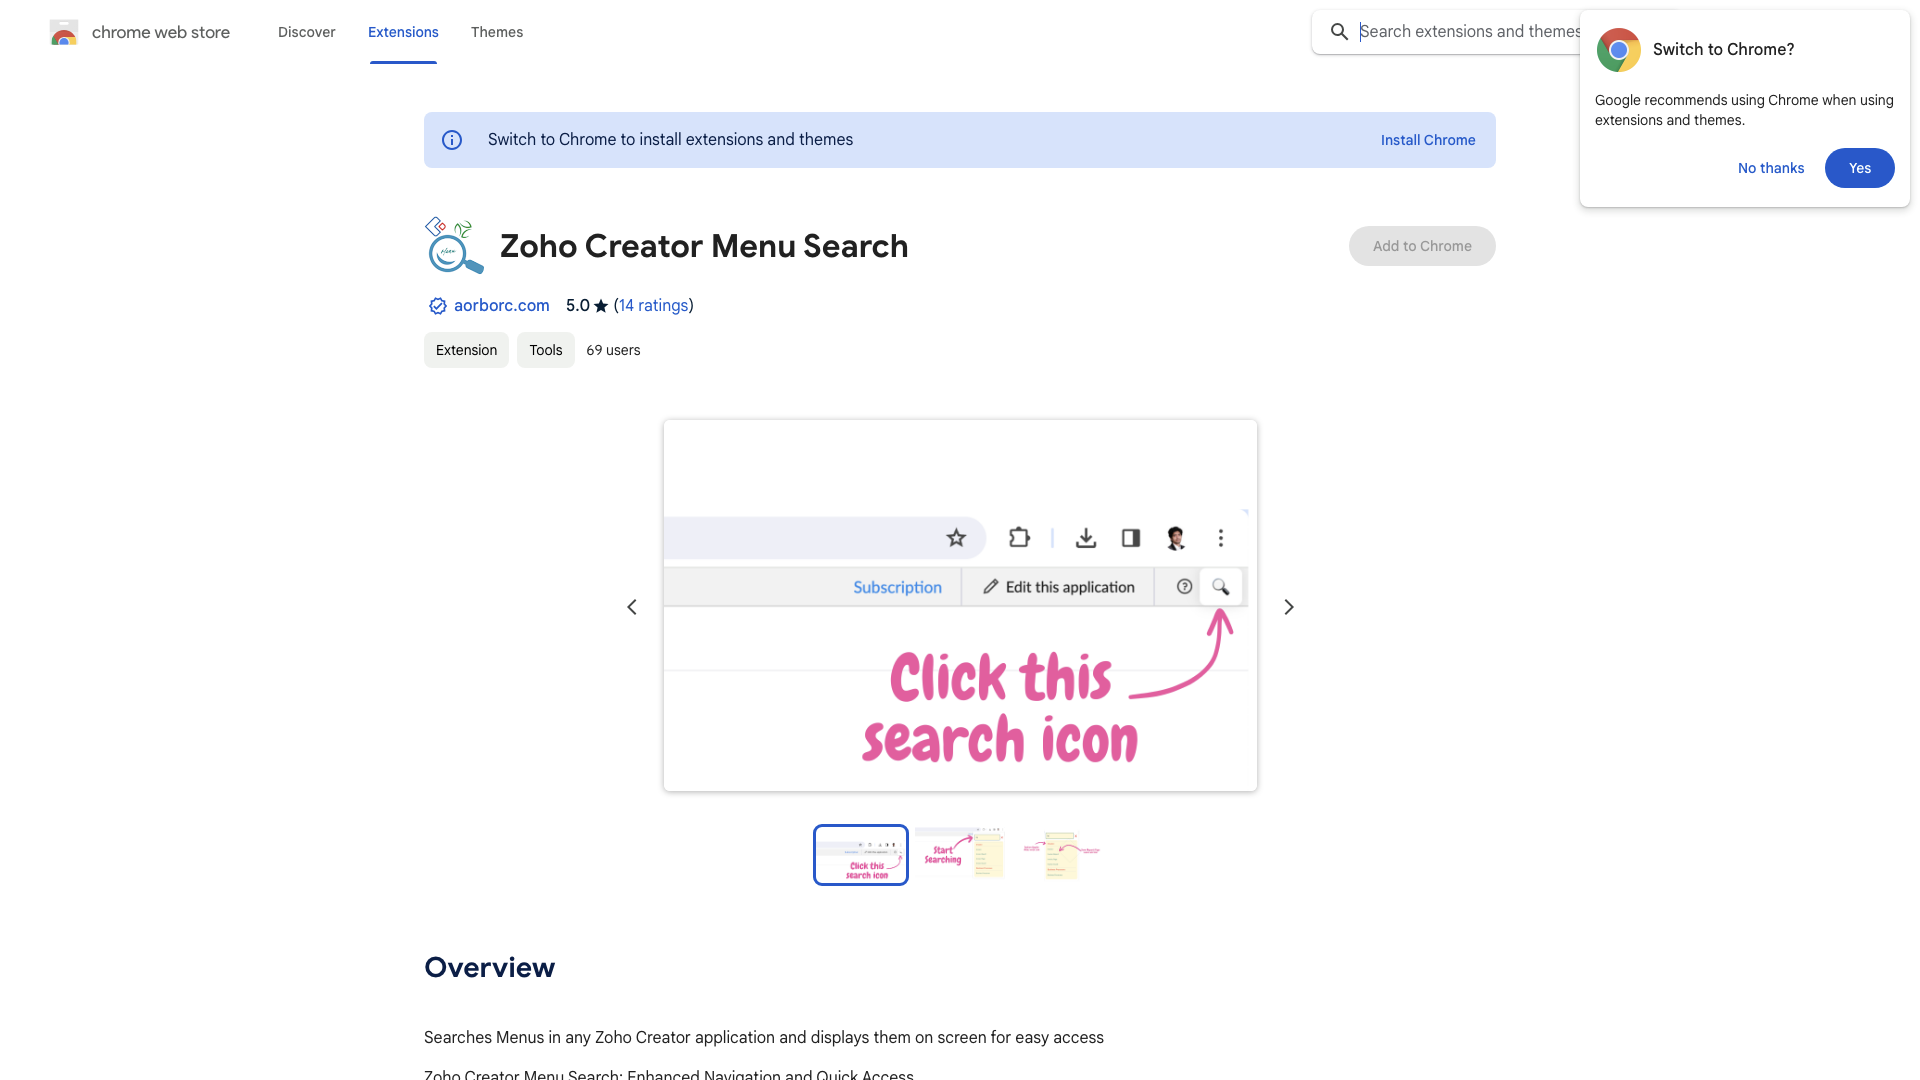 chrome web store
Discover
Extensions
Themes
Search extensions and themes
Switch to Chrome?
Google recommends using Chrome when using
extensions and themes.
No thanks
Yes
Switch to Chrome to install extensions and themes
Install Chrome
Zoho Creator Menu Search
Add to Chrome
aorborc.com
5.0 ★ (14 ratings)
Extension
Tools
69 users
Subscription
Edit this application
Click this
search icon
Click this
search icon
Start
Searching
Overview
Searches Menus in any Zoho Creator application and displays them on screen for easy access
Zoho Creator Menu Search: Enhanced Navigation and Quick Access